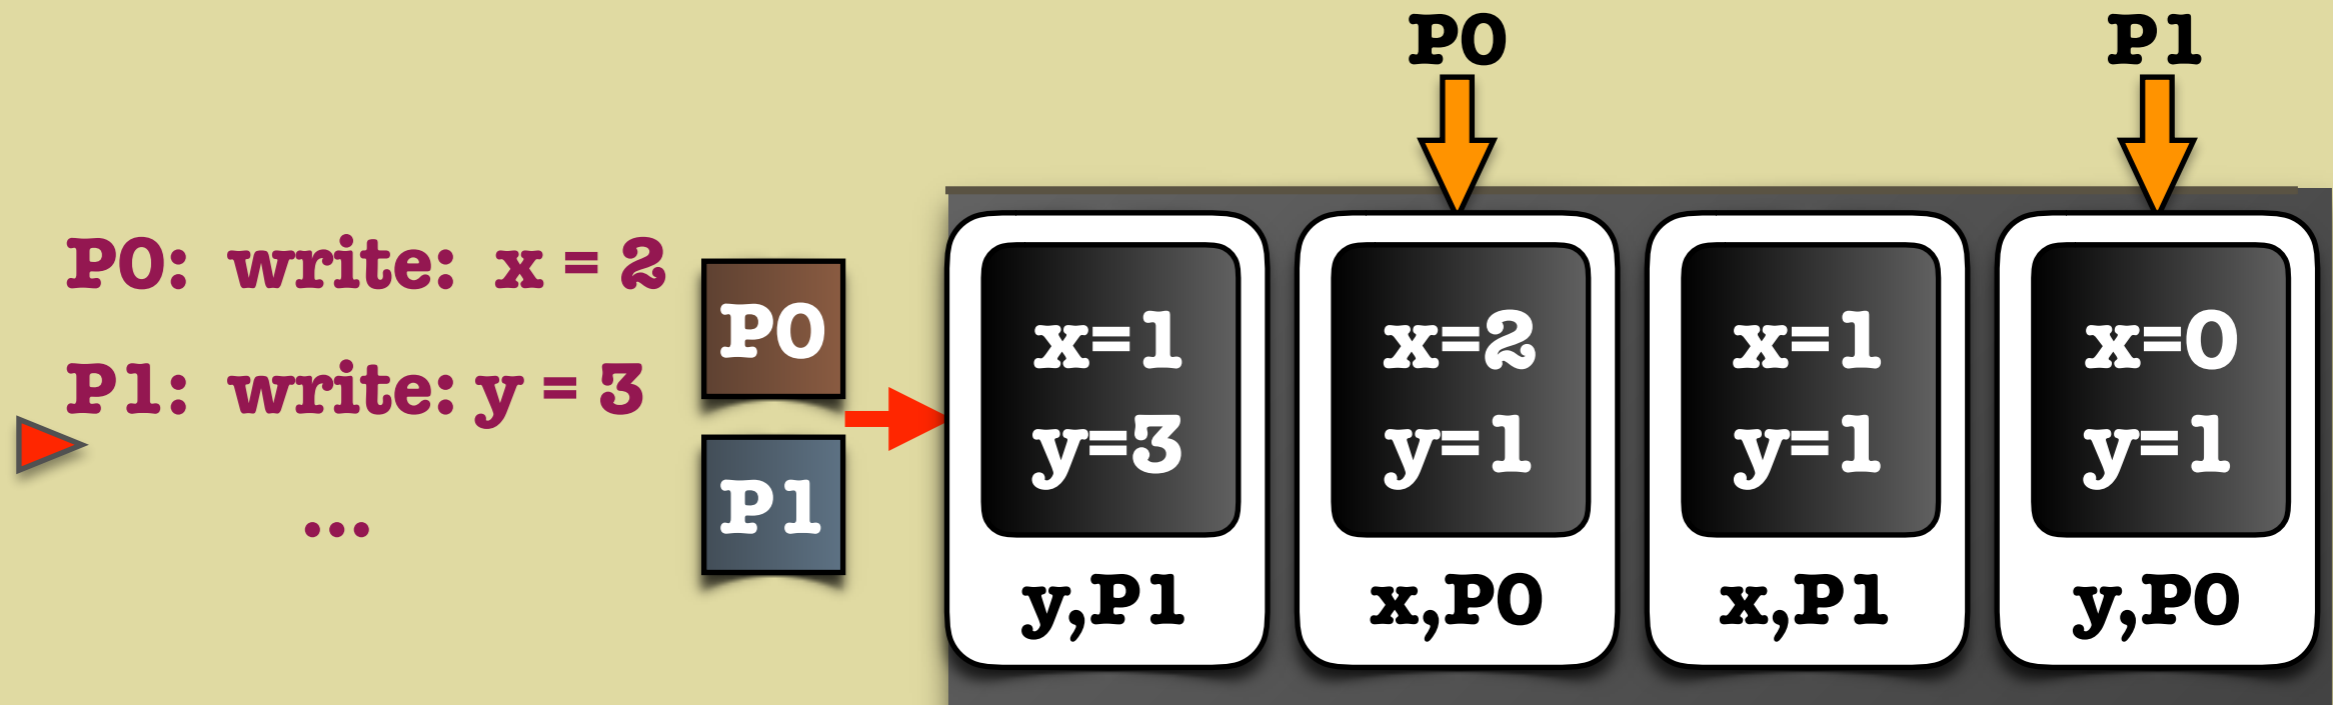 P0 P1
P0: write: x = 2
P1: write: y = 3
...
P0
P1
x=1
y=3
y,P1
x=2
y=1
x,P0
x=1
y=1
x,P1
x=0
y=1
y,P0